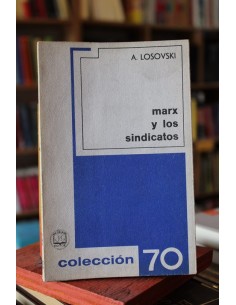 A. LOSOVSKI
marx
y los
sindicatos
colección 70